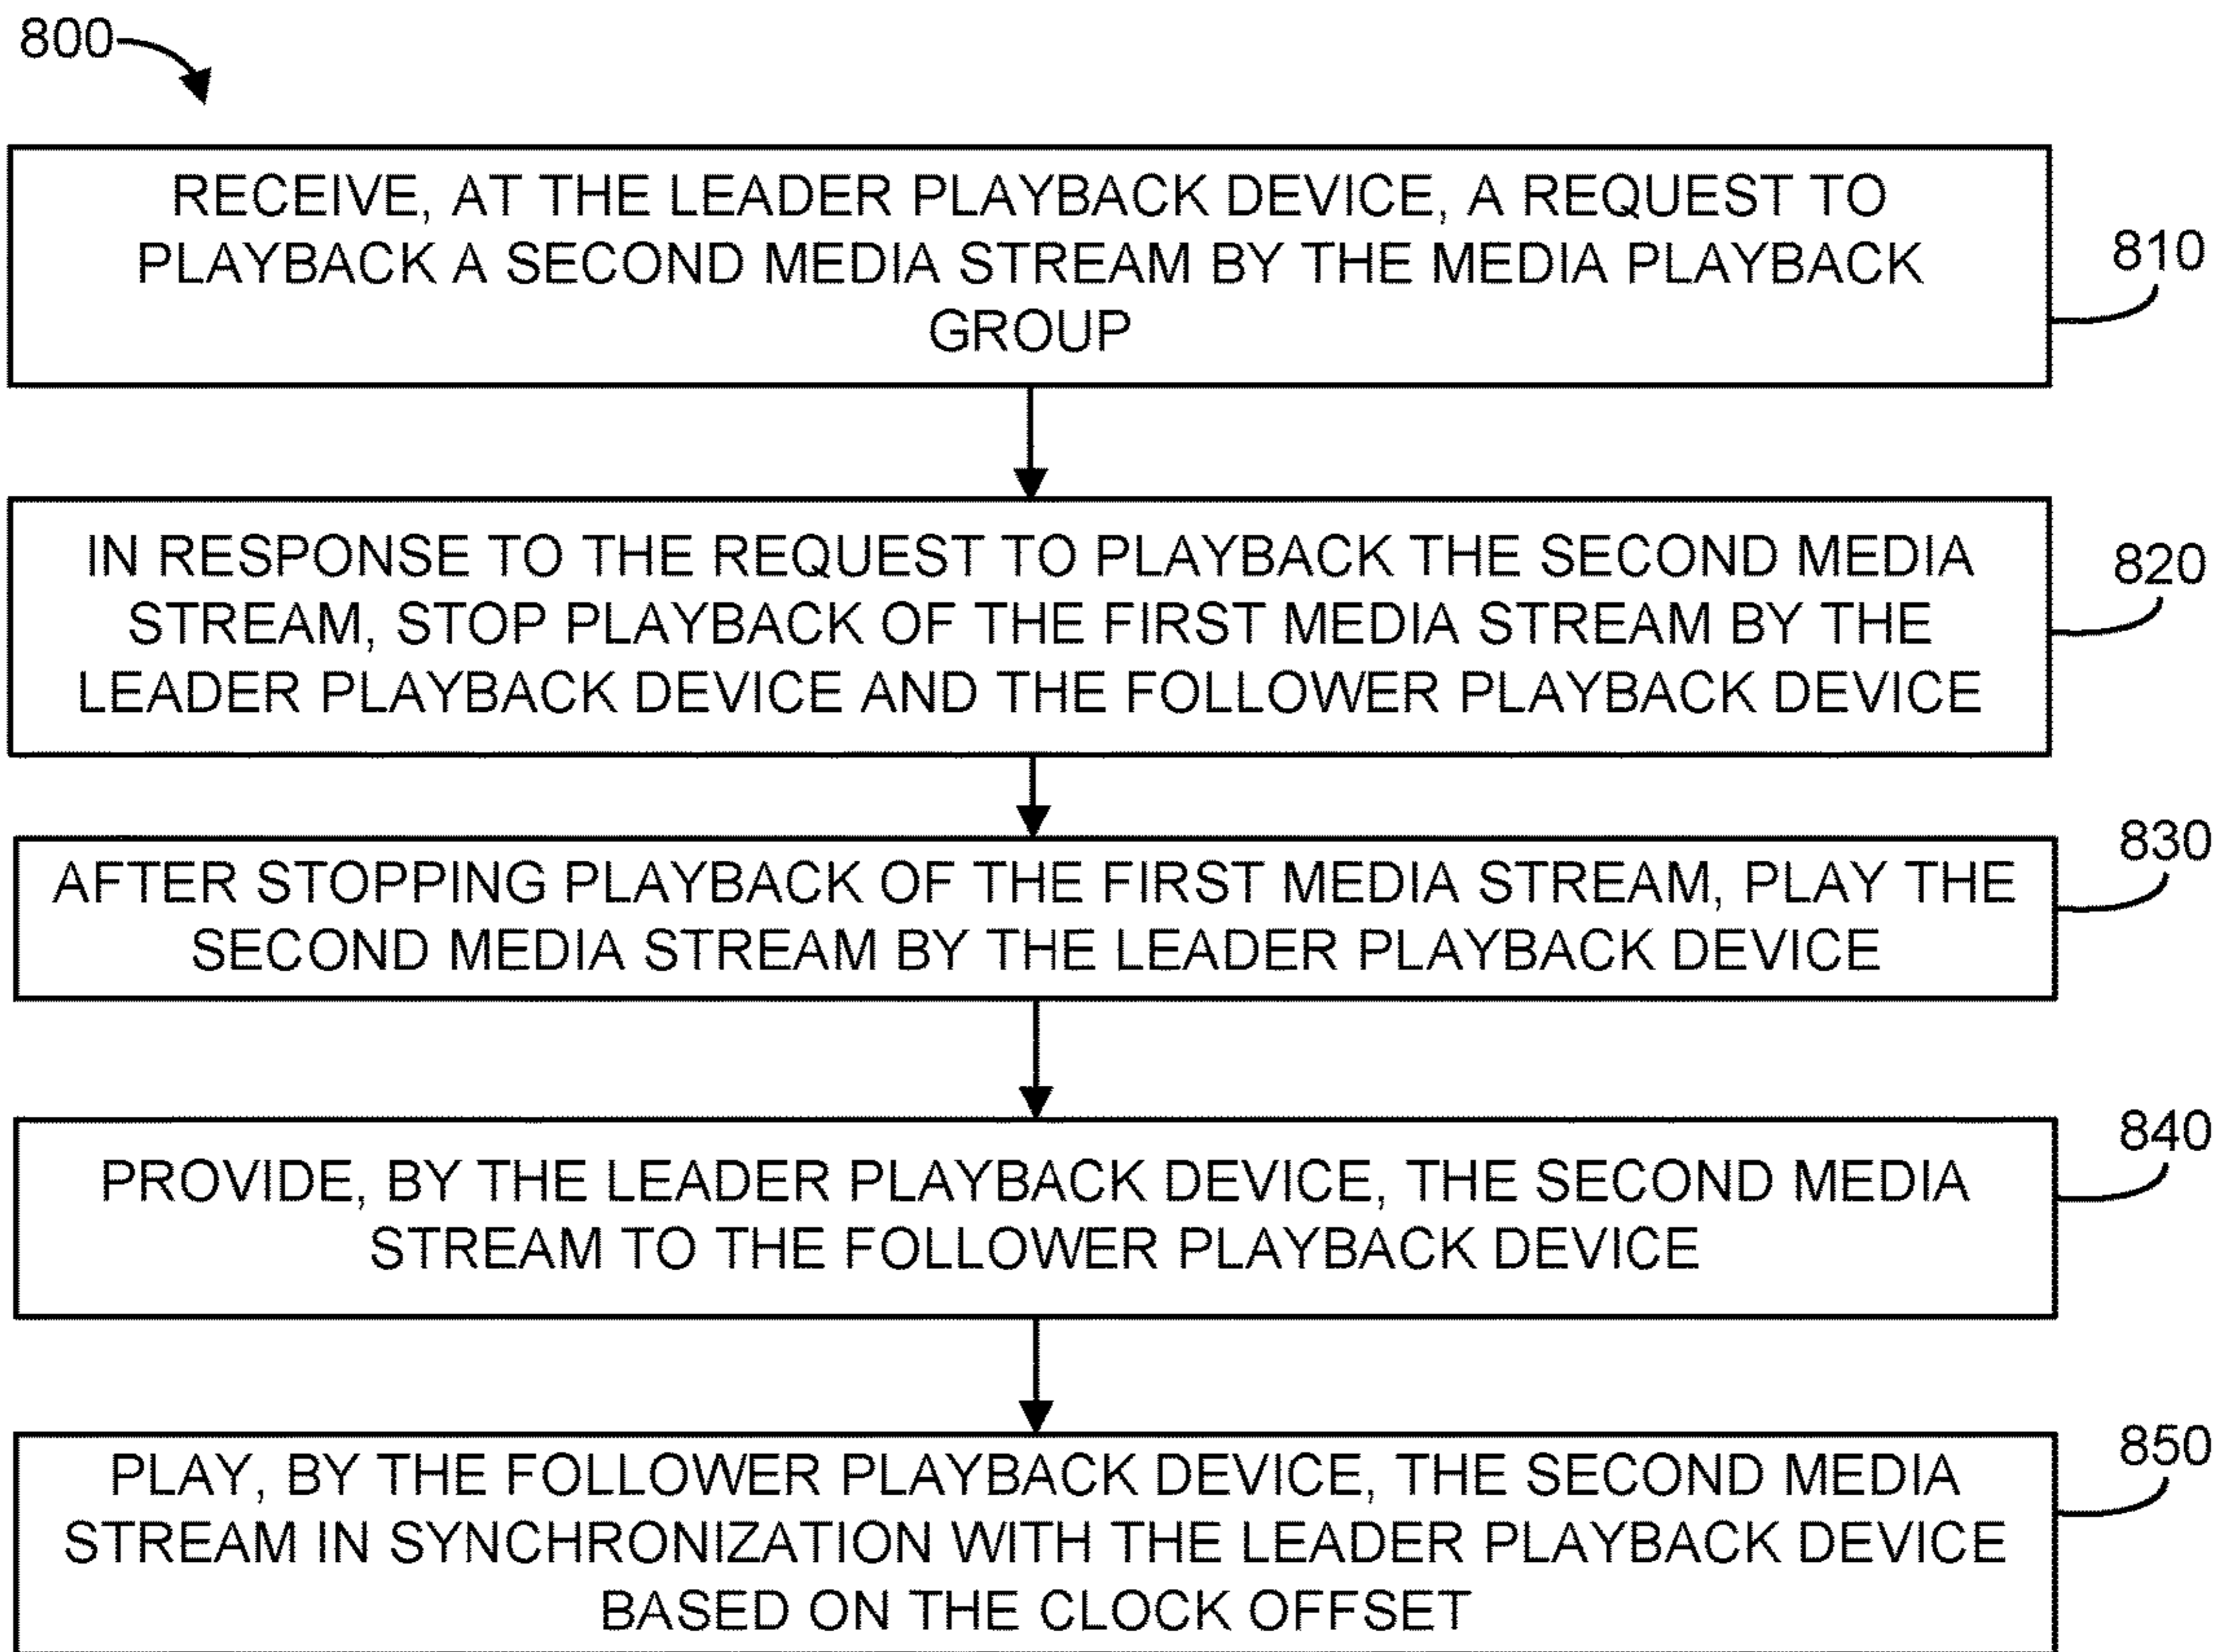 800
RECEIVE, AT THE LEADER PLAYBACK DEVICE, A REQUEST TO
PLAYBACK A SECOND MEDIA STREAM BY THE MEDIA PLAYBACK
GROUP
810
IN RESPONSE TO THE REQUEST TO PLAYBACK THE SECOND MEDIA
STREAM, STOP PLAYBACK OF THE FIRST MEDIA STREAM BY THE
LEADER PLAYBACK DEVICE AND THE FOLLOWER PLAYBACK DEVICE
820
AFTER STOPPING PLAYBACK OF THE FIRST MEDIA STREAM, PLAY THE
SECOND MEDIA STREAM BY THE LEADER PLAYBACK DEVICE
830
PROVIDE, BY THE LEADER PLAYBACK DEVICE, THE SECOND MEDIA
STREAM TO THE FOLLOWER PLAYBACK DEVICE
840
PLAY, BY THE FOLLOWER PLAYBACK DEVICE, THE SECOND MEDIA
STREAM IN SYNCHRONIZATION WITH THE LEADER PLAYBACK DEVICE
BASED ON THE CLOCK OFFSET
850